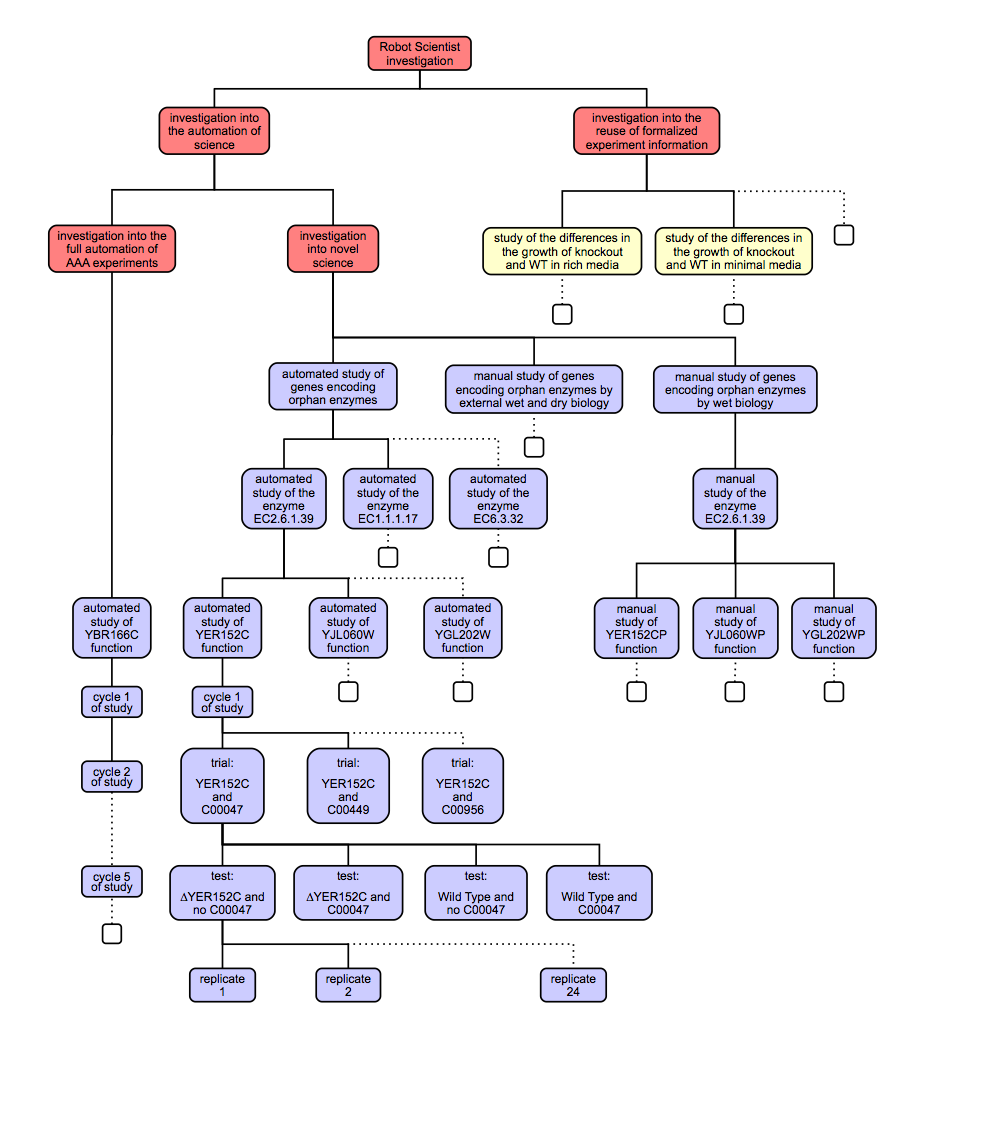 Robot Scientist
investigation
investigation into
the automation of
science
investigation into the
reuse of formalized
experiment information
investigation into the
full automation of
AAA experiments
investigation
into novel
science
study of the differences in
the growth of knockout
and WT in rich media
study of the differences in
the growth of knockout
and WT in minimal media
automated study of
genes encoding
orphan enzymes
manual study of genes
encoding orphan enzymes by
external wet and dry biology
manual study of genes
encoding orphan enzymes
by wet biology
automated
study of the
enzyme
EC2.6.1.39
automated
study of the
enzyme
EC1.1.1.17
automated
study of the
enzyme
EC6.3.32
manual
study of the
enzyme
EC2.6.1.39
automated
study of
YBR166C
function
automated
study of
YER152C
function
automated
study of
YJL060W
function
automated
study of
YGL202W
function
manual
study of
YER152CP
function
manual
study of
YJL060WP
function
manual
study of
YGL202WP
function
cycle 1
of study
cycle 1
of study
cycle 2
of study
trial:
YER152C
and
C00047
trial:
YER152C
and
C00449
trial:
YER152C
and
C00956
cycle 5
of study
test:
ΔYER152C and
no C00047
test:
ΔYER152C and
C00047
test:
Wild Type and
no C00047
test:
Wild Type and
C00047
replicate
1
replicate
2
replicate
24